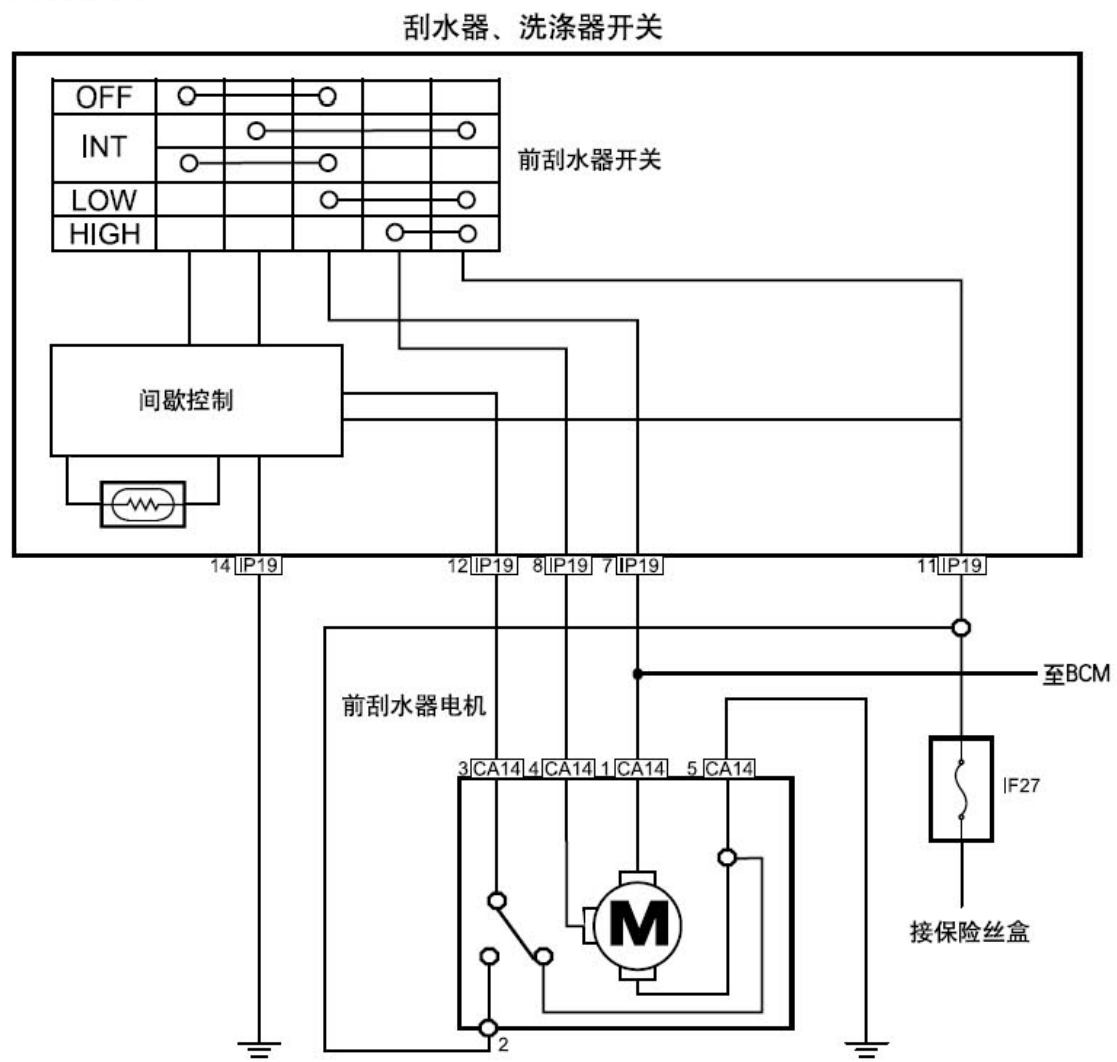 刮水器、洗涤器开关
OFF
INT
前刮水器开关
LOW
HIGH
间歇控制
14 IP19 12 IP19 8 IP19 7 IP19 11 IP19
至BCM
前刮水器电机
3 CA14 4 CA14 1 CA14 5 CA14
IF27
M
接保险丝盒
2